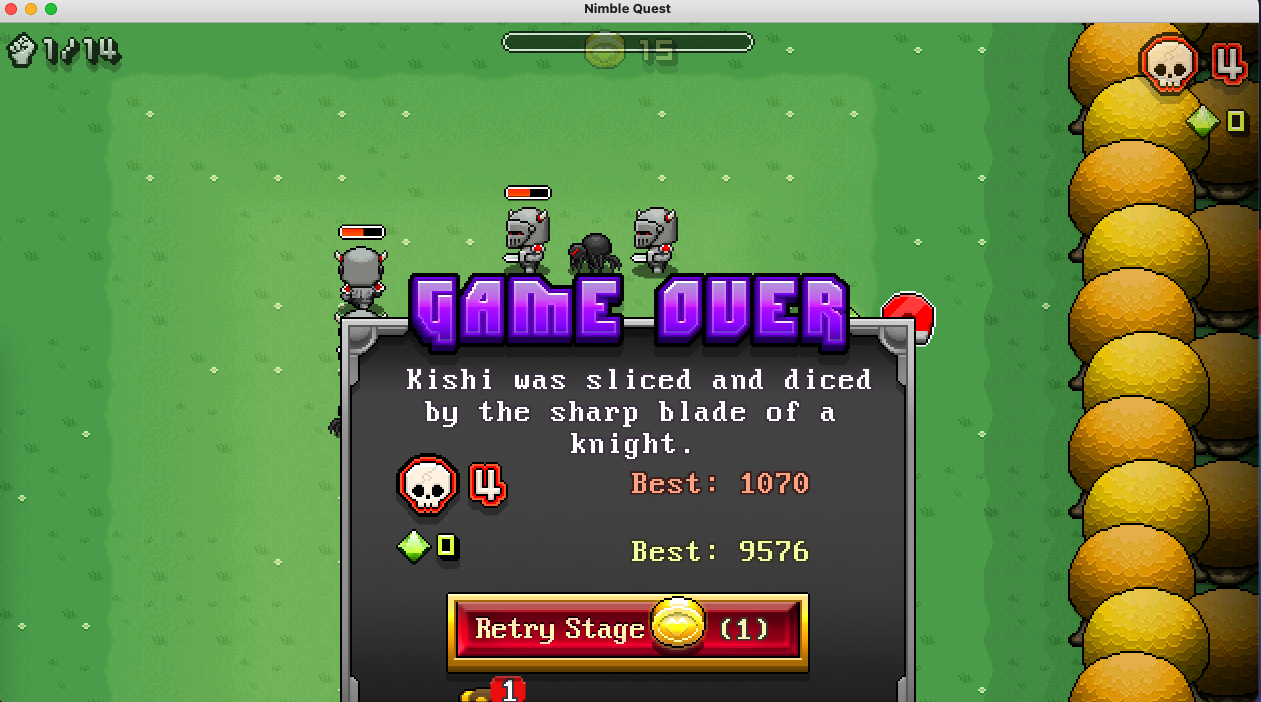 Nimble Quest
1/14
15
4
0
GAME OVER
Kishi was sliced and diced
by the sharp blade of a
knight.
4
Best: 1070
0
Best: 9576
Retry Stage (1)
1